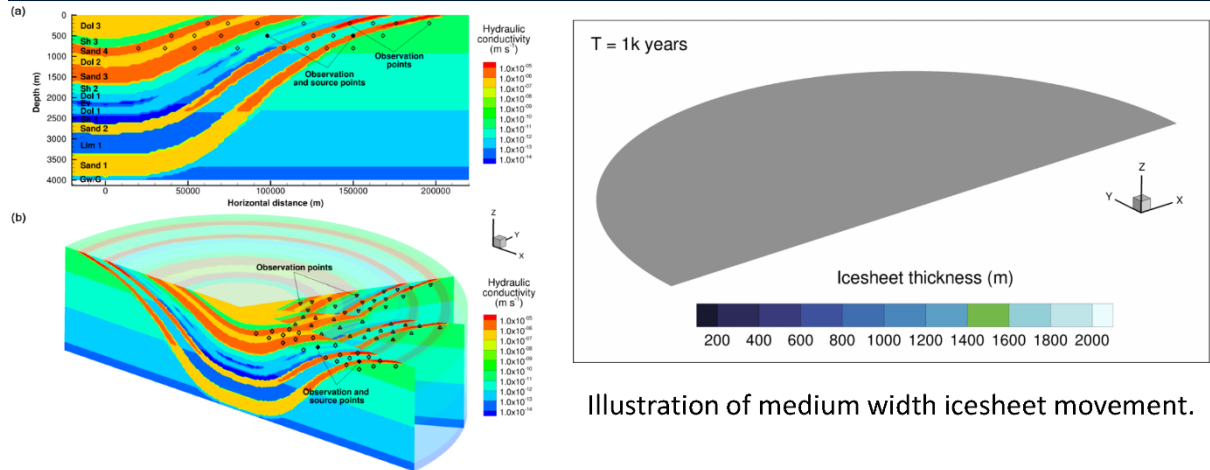 (a)
0
500
1000
1500
2000
2500
3000
3500
4000
Depth (m)
Dol 3
Sh 3
Sand 4
Dol 2
Sand 3
Sh 2
Dol 1
Ev
Dol 1
Sand 2
Lim 1
Sand 1
Gw/G
Observation
and source points
Observation
points
0 50000 100000 150000 200000
Horizontal distance (m)
Hydraulic
conductivity
(m s⁻¹)
1.0x10⁻⁰⁵
1.0x10⁻⁰⁶
1.0x10⁻⁰⁷
1.0x10⁻⁰⁸
1.0x10⁻⁰⁹
1.0x10⁻¹⁰
1.0x10⁻¹¹
1.0x10⁻¹²
1.0x10⁻¹³
1.0x10⁻¹⁴
(b)
Z
Y
X
Observation points
Observation and
source points
Hydraulic
conductivity
(m s⁻¹)
1.0x10⁻⁰⁵
1.0x10⁻⁰⁶
1.0x10⁻⁰⁷
1.0x10⁻⁰⁸
1.0x10⁻⁰⁹
1.0x10⁻¹⁰
1.0x10⁻¹¹
1.0x10⁻¹²
1.0x10⁻¹³
1.0x10⁻¹⁴
T = 1k years
Z
Y
X
Icesheet thickness (m)
200 400 600 800 1000 1200 1400 1600 1800 2000
Illustration of medium width icesheet movement.